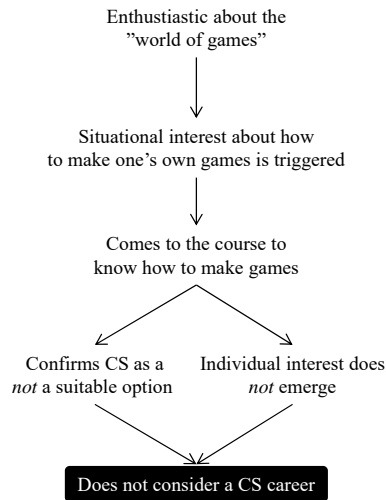 Enthustiastic about the
”world of games”
Situational interest about how
to make one’s own games is triggered
Comes to the course to
know how to make games
Confirms CS as a
not a suitable option
Individual interest does
not emerge
Does not consider a CS career